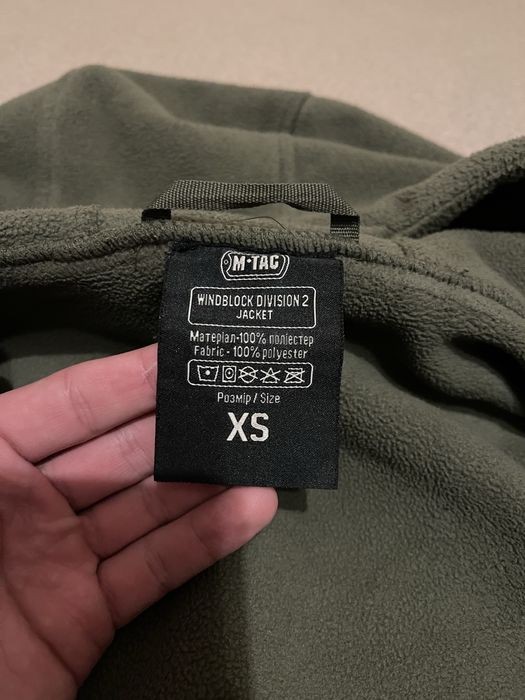 M-TAC
WINDBLOCK DIVISION 2
JACKET
Матеріал-100% поліестер
Fabric - 100% polyester
Розмір / Size
XS